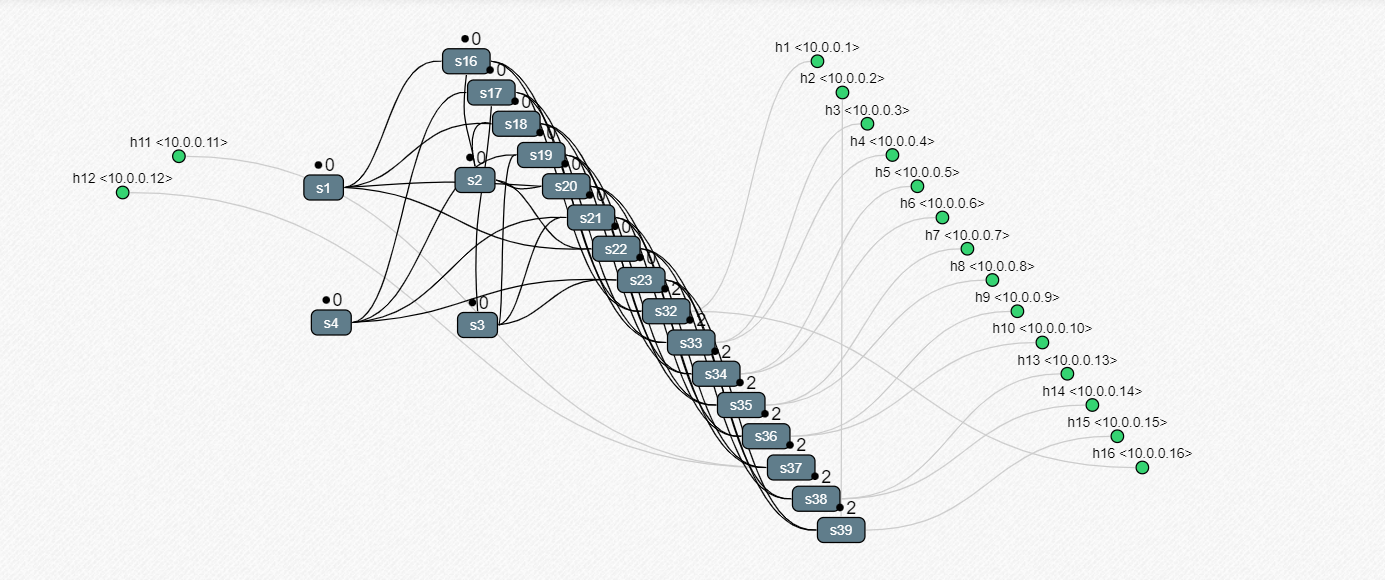 0
s16
0
s17
0
s18
0
s19
0
s20
0
s21
0
s22
0
s23
2
s32
2
s33
2
s34
2
s35
2
s36
2
s37
2
s38
2
s39
0
s1
0
s2
0
s3
0
s4
h11 <10.0.0.11>
h12 <10.0.0.12>
h1 <10.0.0.1>
h2 <10.0.0.2>
h3 <10.0.0.3>
h4 <10.0.0.4>
h5 <10.0.0.5>
h6 <10.0.0.6>
h7 <10.0.0.7>
h8 <10.0.0.8>
h9 <10.0.0.9>
h10 <10.0.0.10>
h13 <10.0.0.13>
h14 <10.0.0.14>
h15 <10.0.0.15>
h16 <10.0.0.16>